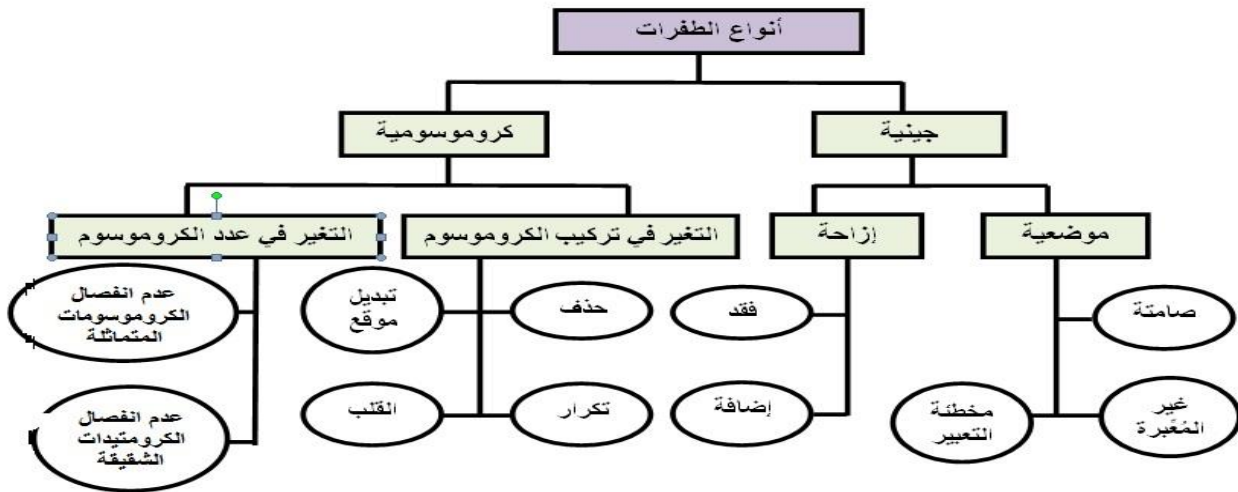 أنواع الطفرات
جينية
كروموسومية
موضعية
إزاحة
التغير في تركيب الكروموسوم
التغير في عدد الكروموسوم
صامتة
غير
المُعَبرة
مخطئة
التعبير
فقد
إضافة
حذف
تبديل
موقع
تكرار
القلب
عدم انفصال
الكروموسومات
المتماثلة
عدم انفصال
الكرومتيدات
الشقيقة